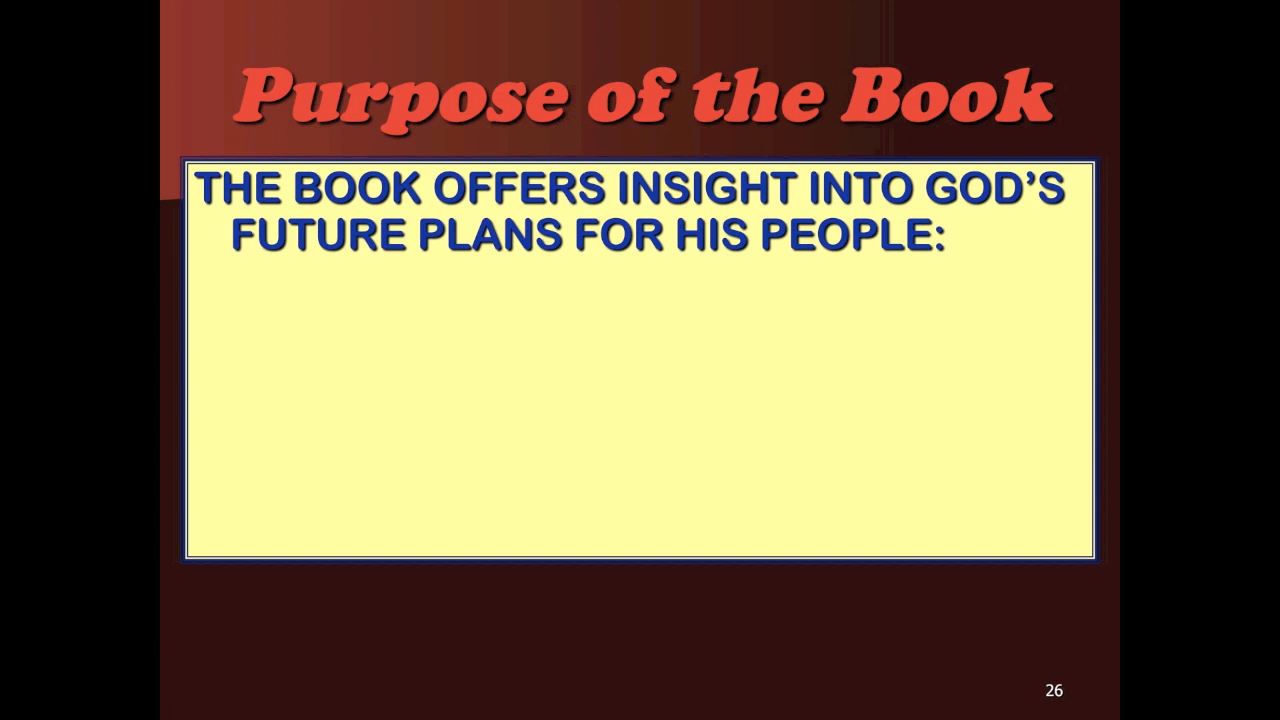 Purpose of the Book
THE BOOK OFFERS INSIGHT INTO GOD’S
FUTURE PLANS FOR HIS PEOPLE:
26